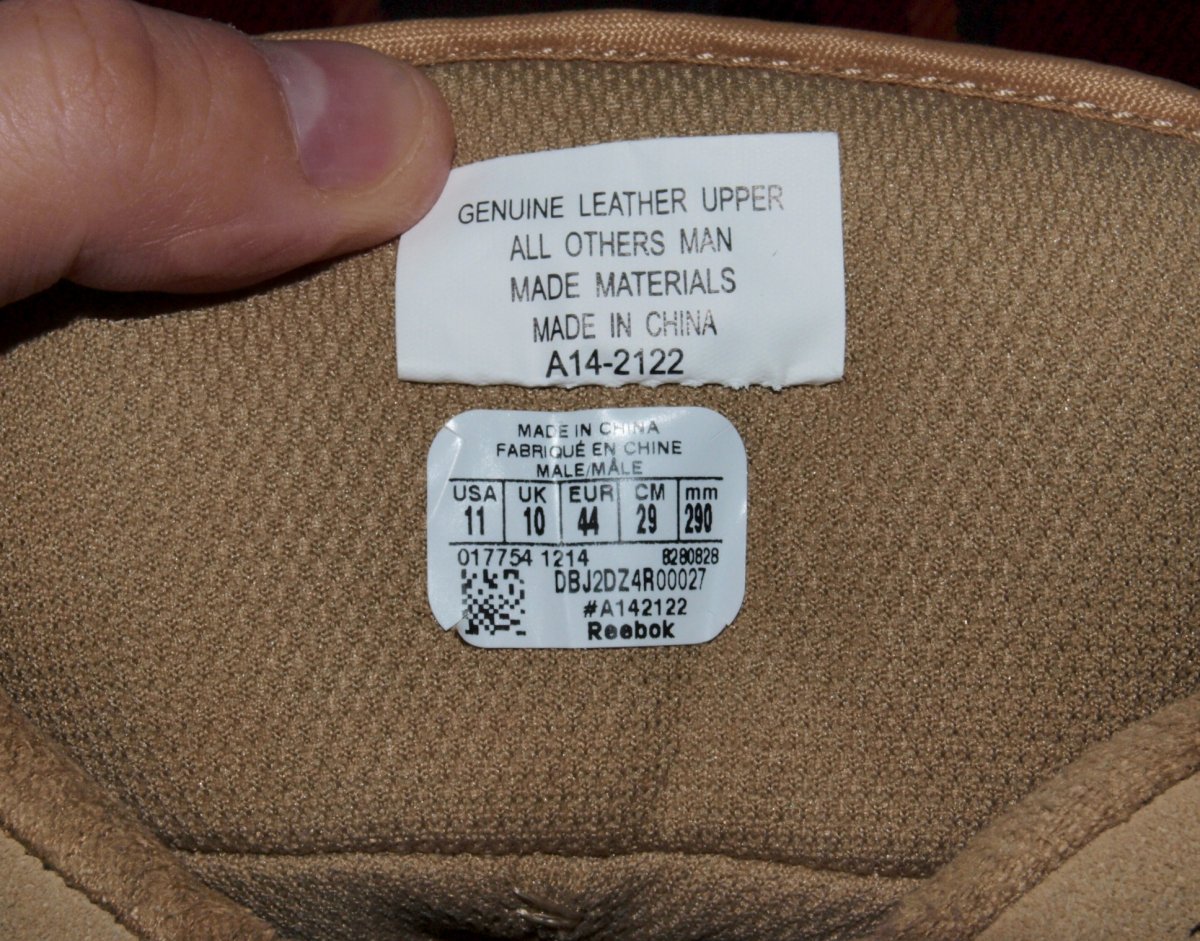 GENUINE LEATHER UPPER
ALL OTHERS MAN
MADE MATERIALS
MADE IN CHINA
A14-2122
MADE IN CHINA
FABRIQUÉ EN CHINE
MALE/MÂLE
USA UK EUR CM mm
11 10 44 29 290
017754 1214 8280828
DBJ2DZ4R00027
#A142122
Reebok